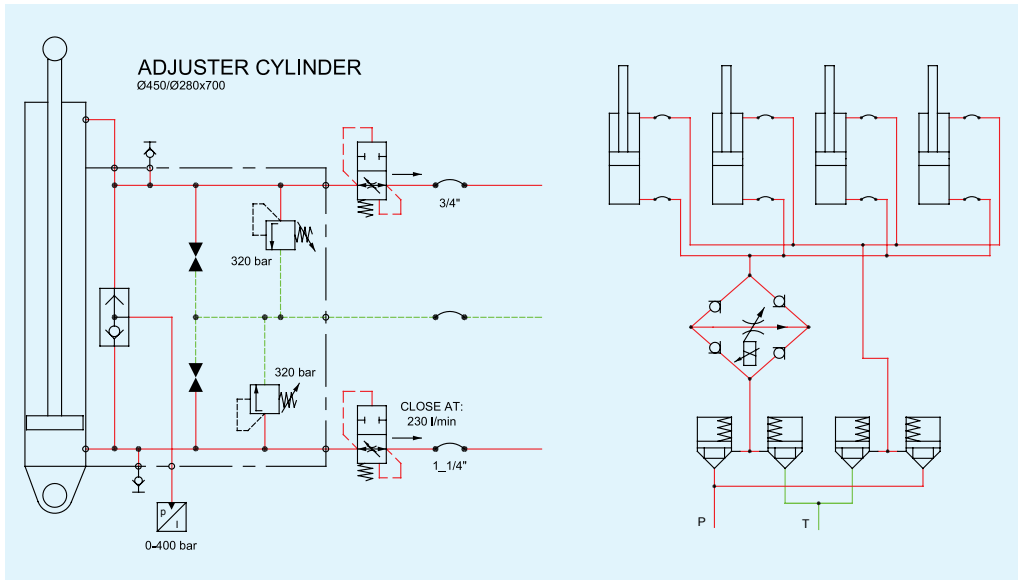 ADJUSTER CYLINDER
Ø450/Ø280x700
3/4"
320 bar
320 bar
CLOSE AT:
230 l/min
1_1/4"
p
I
0-400 bar
P
T